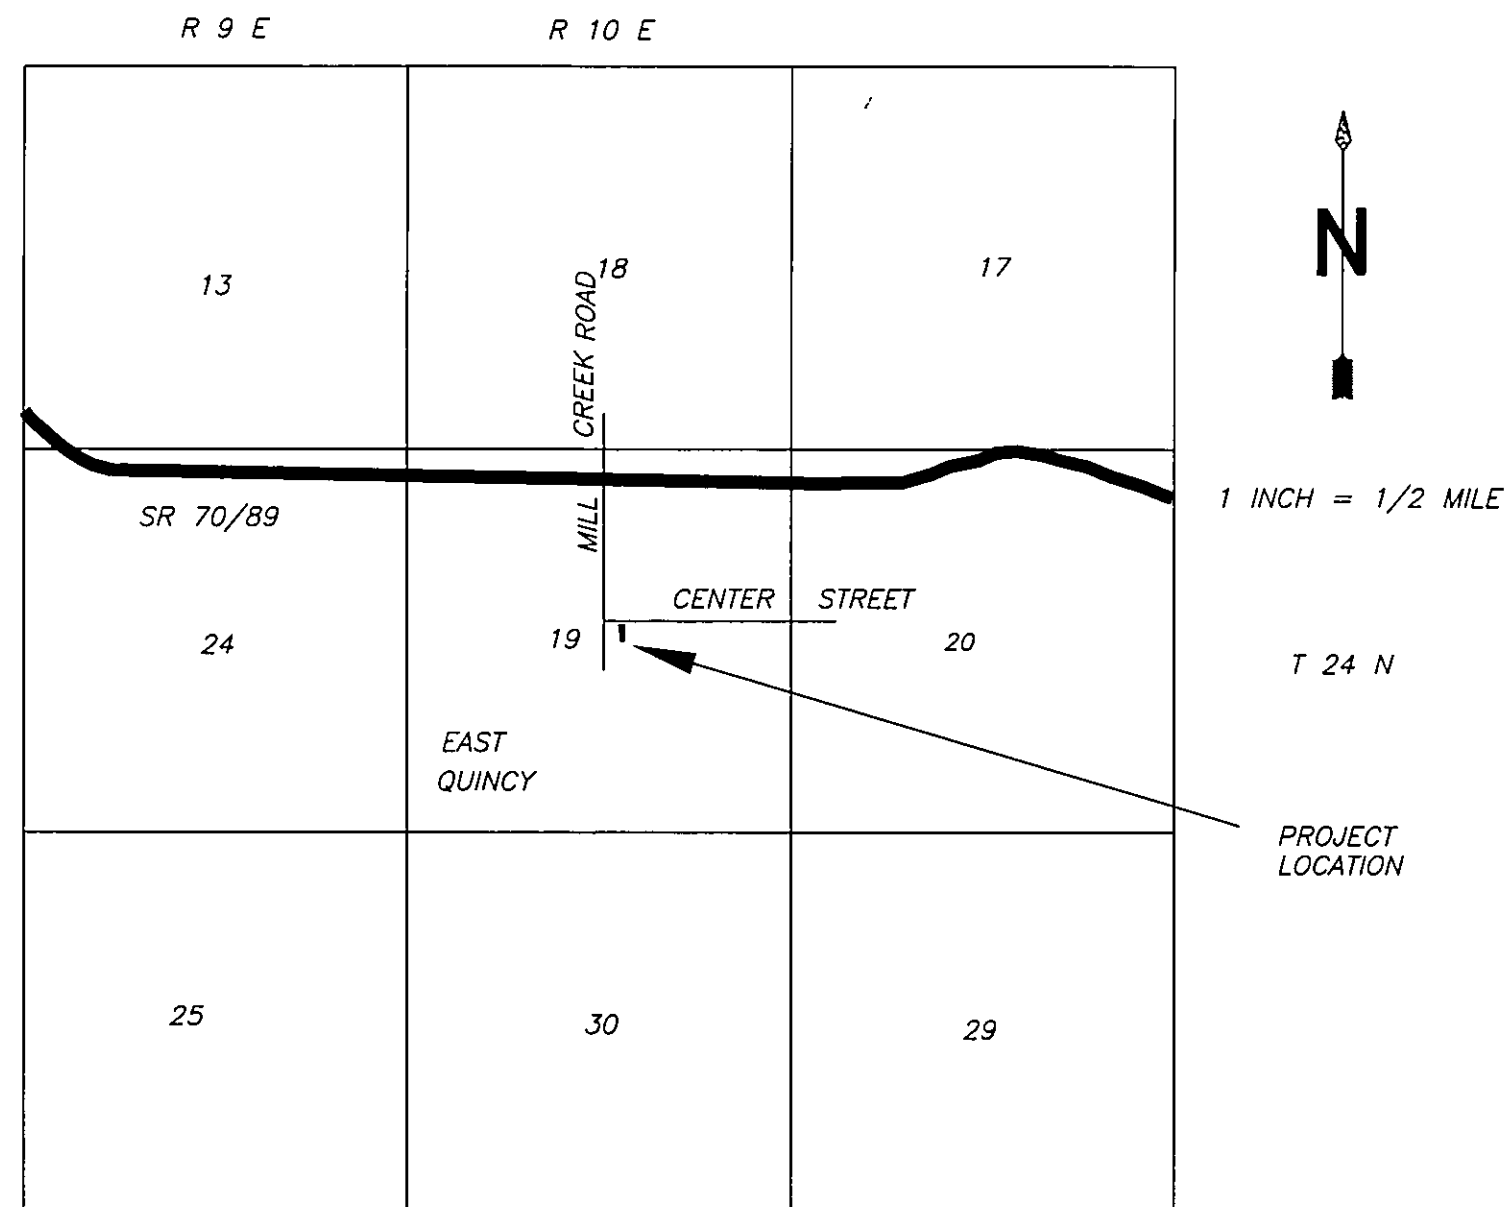 R 9 E
R 10 E
13
18
17
N
MILL CREEK ROAD
SR 70/89
1 INCH = 1/2 MILE
CENTER STREET
24
19
20
T 24 N
EAST
QUINCY
PROJECT
LOCATION
25
30
29